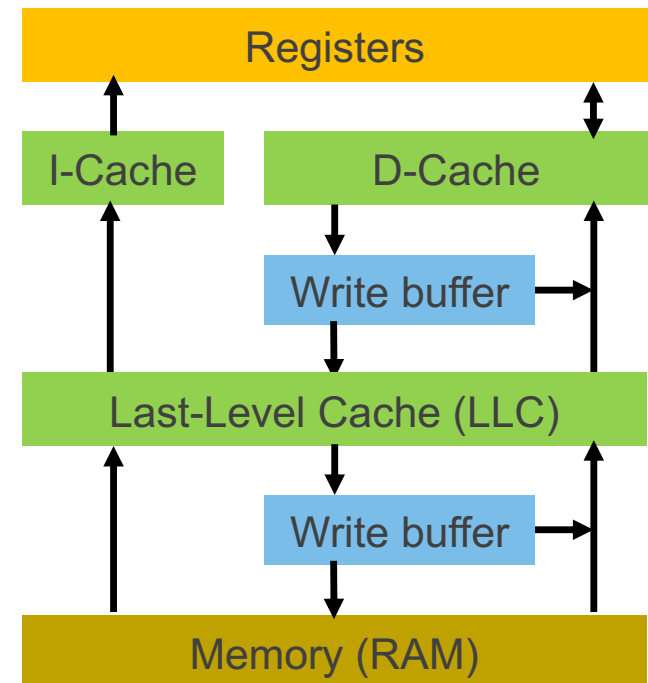 Registers
I-Cache
D-Cache
Write buffer
Last-Level Cache (LLC)
Write buffer
Memory (RAM)